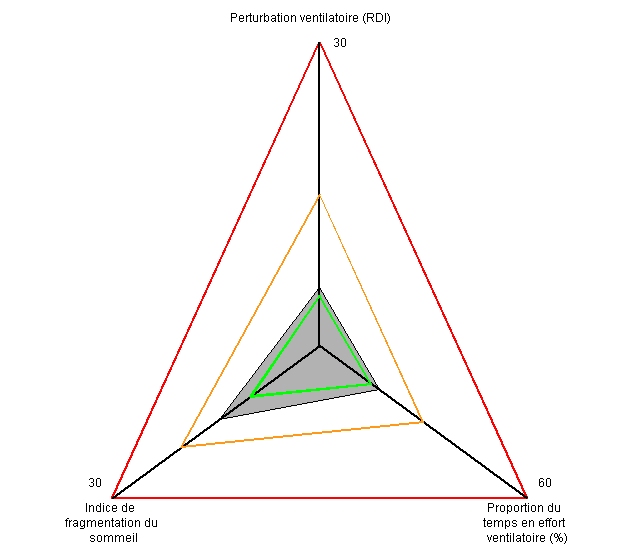 Perturbation ventilatoire (RDI)
30
30
60
Indice de
fragmentation du
sommeil
Proportion du
temps en effort
ventilatoire (%)